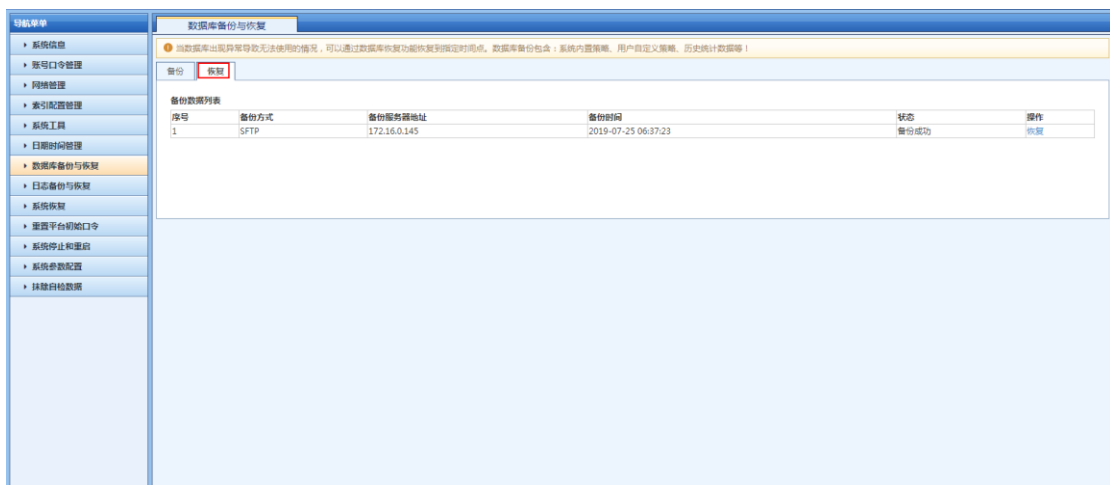 导航菜单
系统信息
账号口令管理
网络管理
索引配置管理
系统工具
日期时间管理
数据库备份与恢复
日志备份与恢复
系统恢复
重置平台初始口令
系统停止和重启
系统参数配置
抹除自检数据
数据库备份与恢复
当数据库出现异常导致无法使用的情况，可以通过数据库恢复功能恢复到指定时间点。数据库备份包含：系统内置策略、用户自定义策略、历史统计数据等！
备份 恢复
备份数据列表
序号 备份方式 备份服务器地址 备份时间 状态 操作
1 SFTP 172.16.0.145 2019-07-25 06:37:23 备份成功 恢复